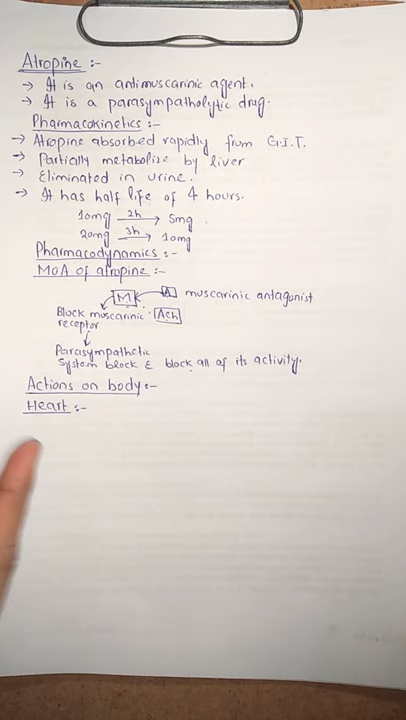 Atropine :-
→ It is an antimuscarinic agent.
→ It is a parasympatholytic drug.
Pharmacokinetics :-
→ Atropine absorbed rapidly from G.I.T.
→ Partially metabolize by liver
→ Eliminated in urine.
→ It has half life of 4 hours.
10mg 2h → 5mg
20mg 3h → 10mg
Pharmacodynamics :-
MOA of atropine :-
M A muscarinic antagonist
Block muscarinic Ach
receptor
Parasympathetic
System block & block all of its activity.
Actions on body :-
Heart :-